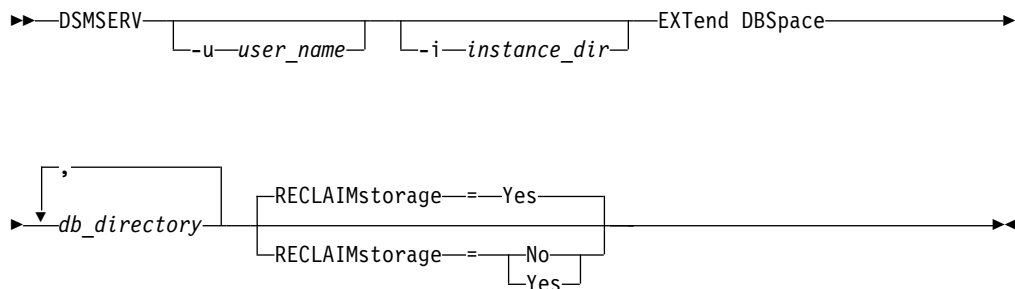 DSMSERV EXTend DBSpace
-u user_name -i instance_dir
,
RECLAIMstorage = Yes
db_directory
RECLAIMstorage = No
Yes